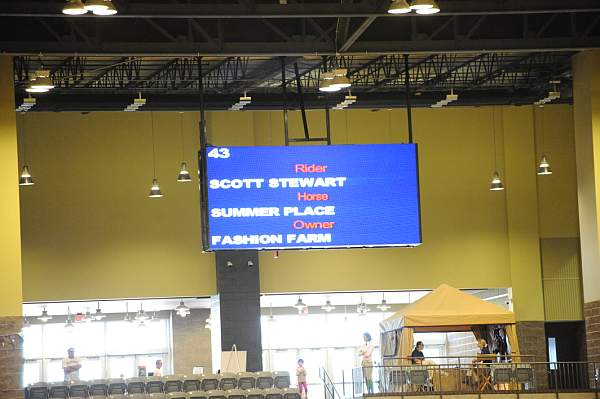 43
Rider
SCOTT STEWART
Horse
SUMMER PLACE
Owner
FASHION FARM